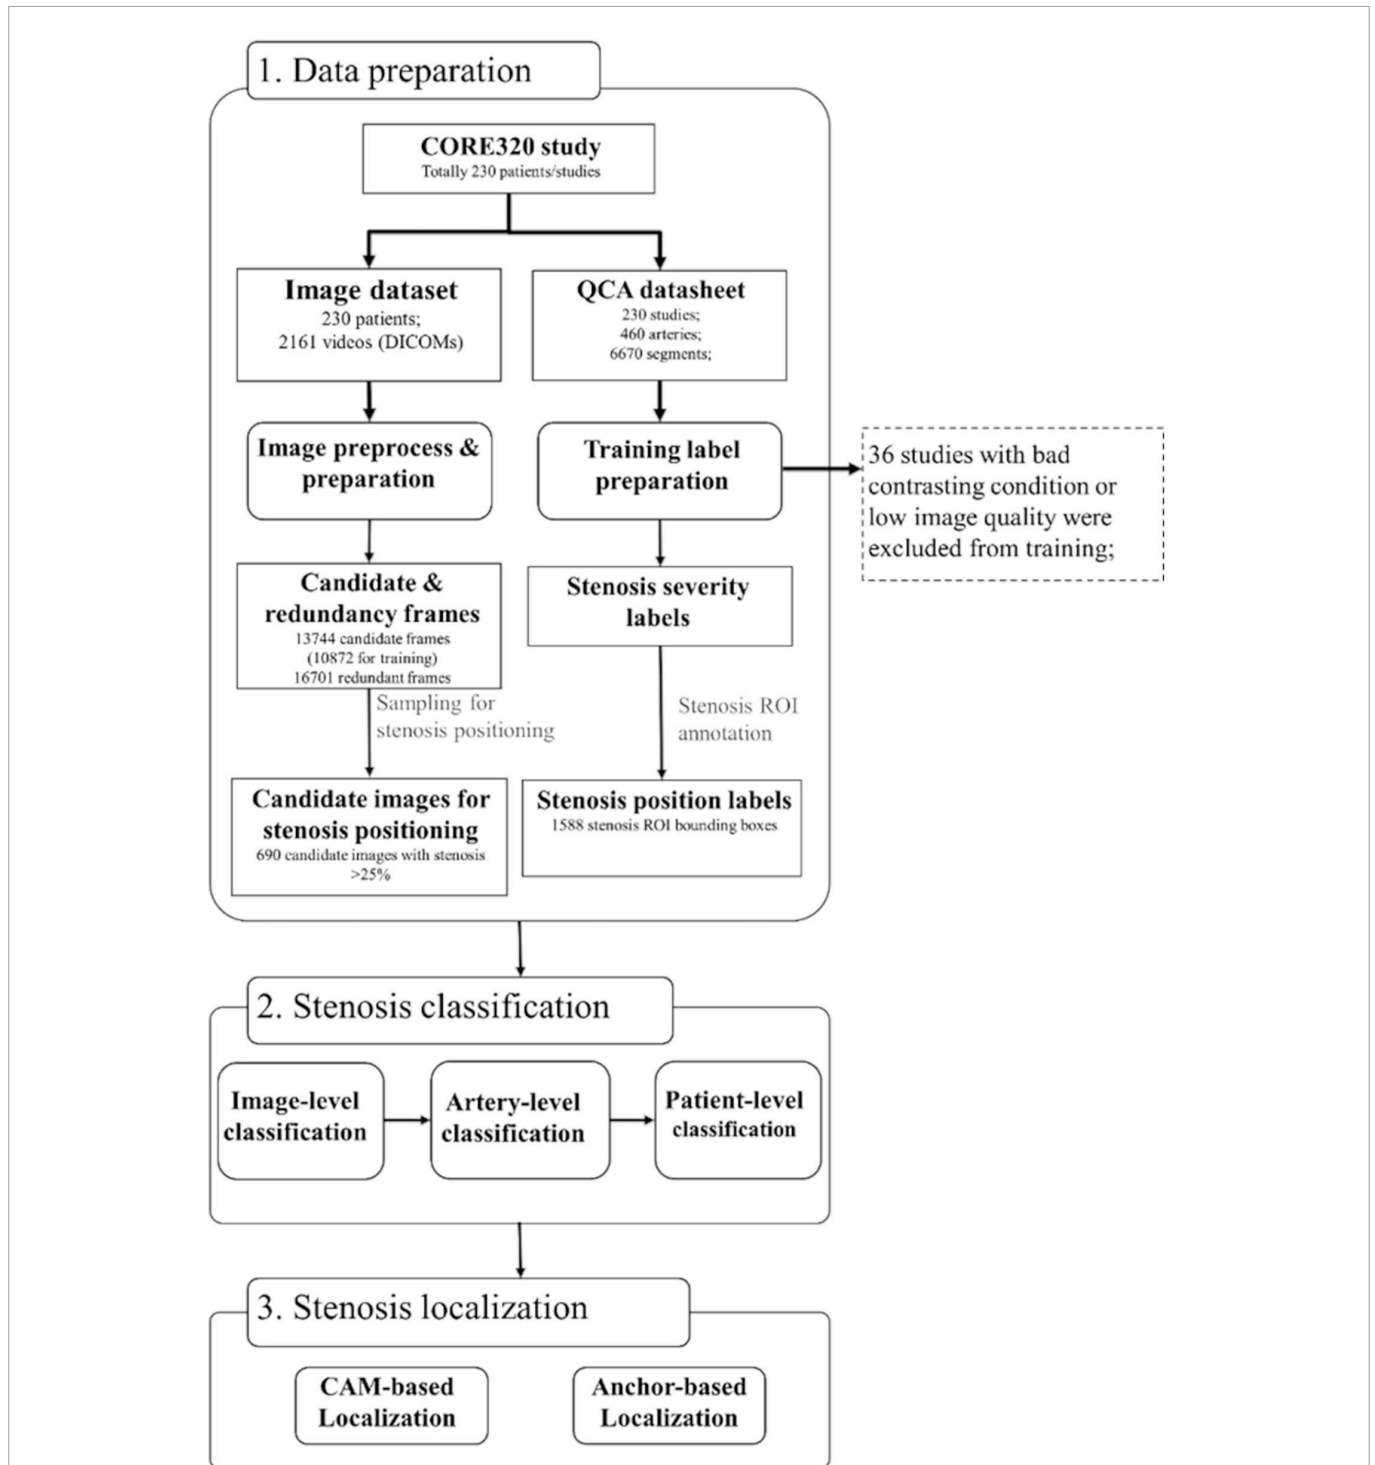 1. Data preparation
CORE320 study
Totally 230 patients/studies
Image dataset
230 patients;
2161 videos (DICOMs)
QCA datasheet
230 studies;
460 arteries;
6670 segments;
Image preprocess &
preparation
Training label
preparation
36 studies with bad
contrasting condition or
low image quality were
excluded from training;
Candidate &
redundancy frames
13744 candidate frames
(10872 for training)
16701 redundant frames
Stenosis severity
labels
Sampling for
stenosis positioning
Stenosis ROI
annotation
Candidate images for
stenosis positioning
690 candidate images with stenosis
>25%
Stenosis position labels
1588 stenosis ROI bounding boxes
2. Stenosis classification
Image-level
classification
Artery-level
classification
Patient-level
classification
3. Stenosis localization
CAM-based
Localization
Anchor-based
Localization